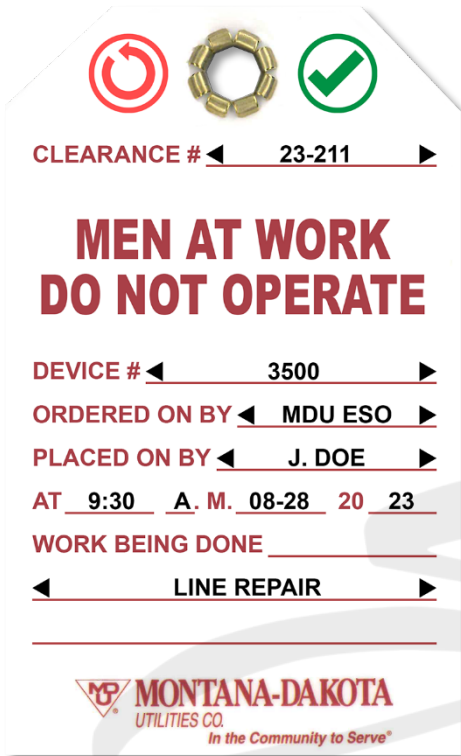 CLEARANCE # 23-211
MEN AT WORK
DO NOT OPERATE
DEVICE # 3500
ORDERED ON BY MDU ESO
PLACED ON BY J. DOE
AT 9:30 A. M. 08-28 20 23
WORK BEING DONE
LINE REPAIR
MDU®
MONTANA-DAKOTA
UTILITIES CO.
In the Community to Serve®